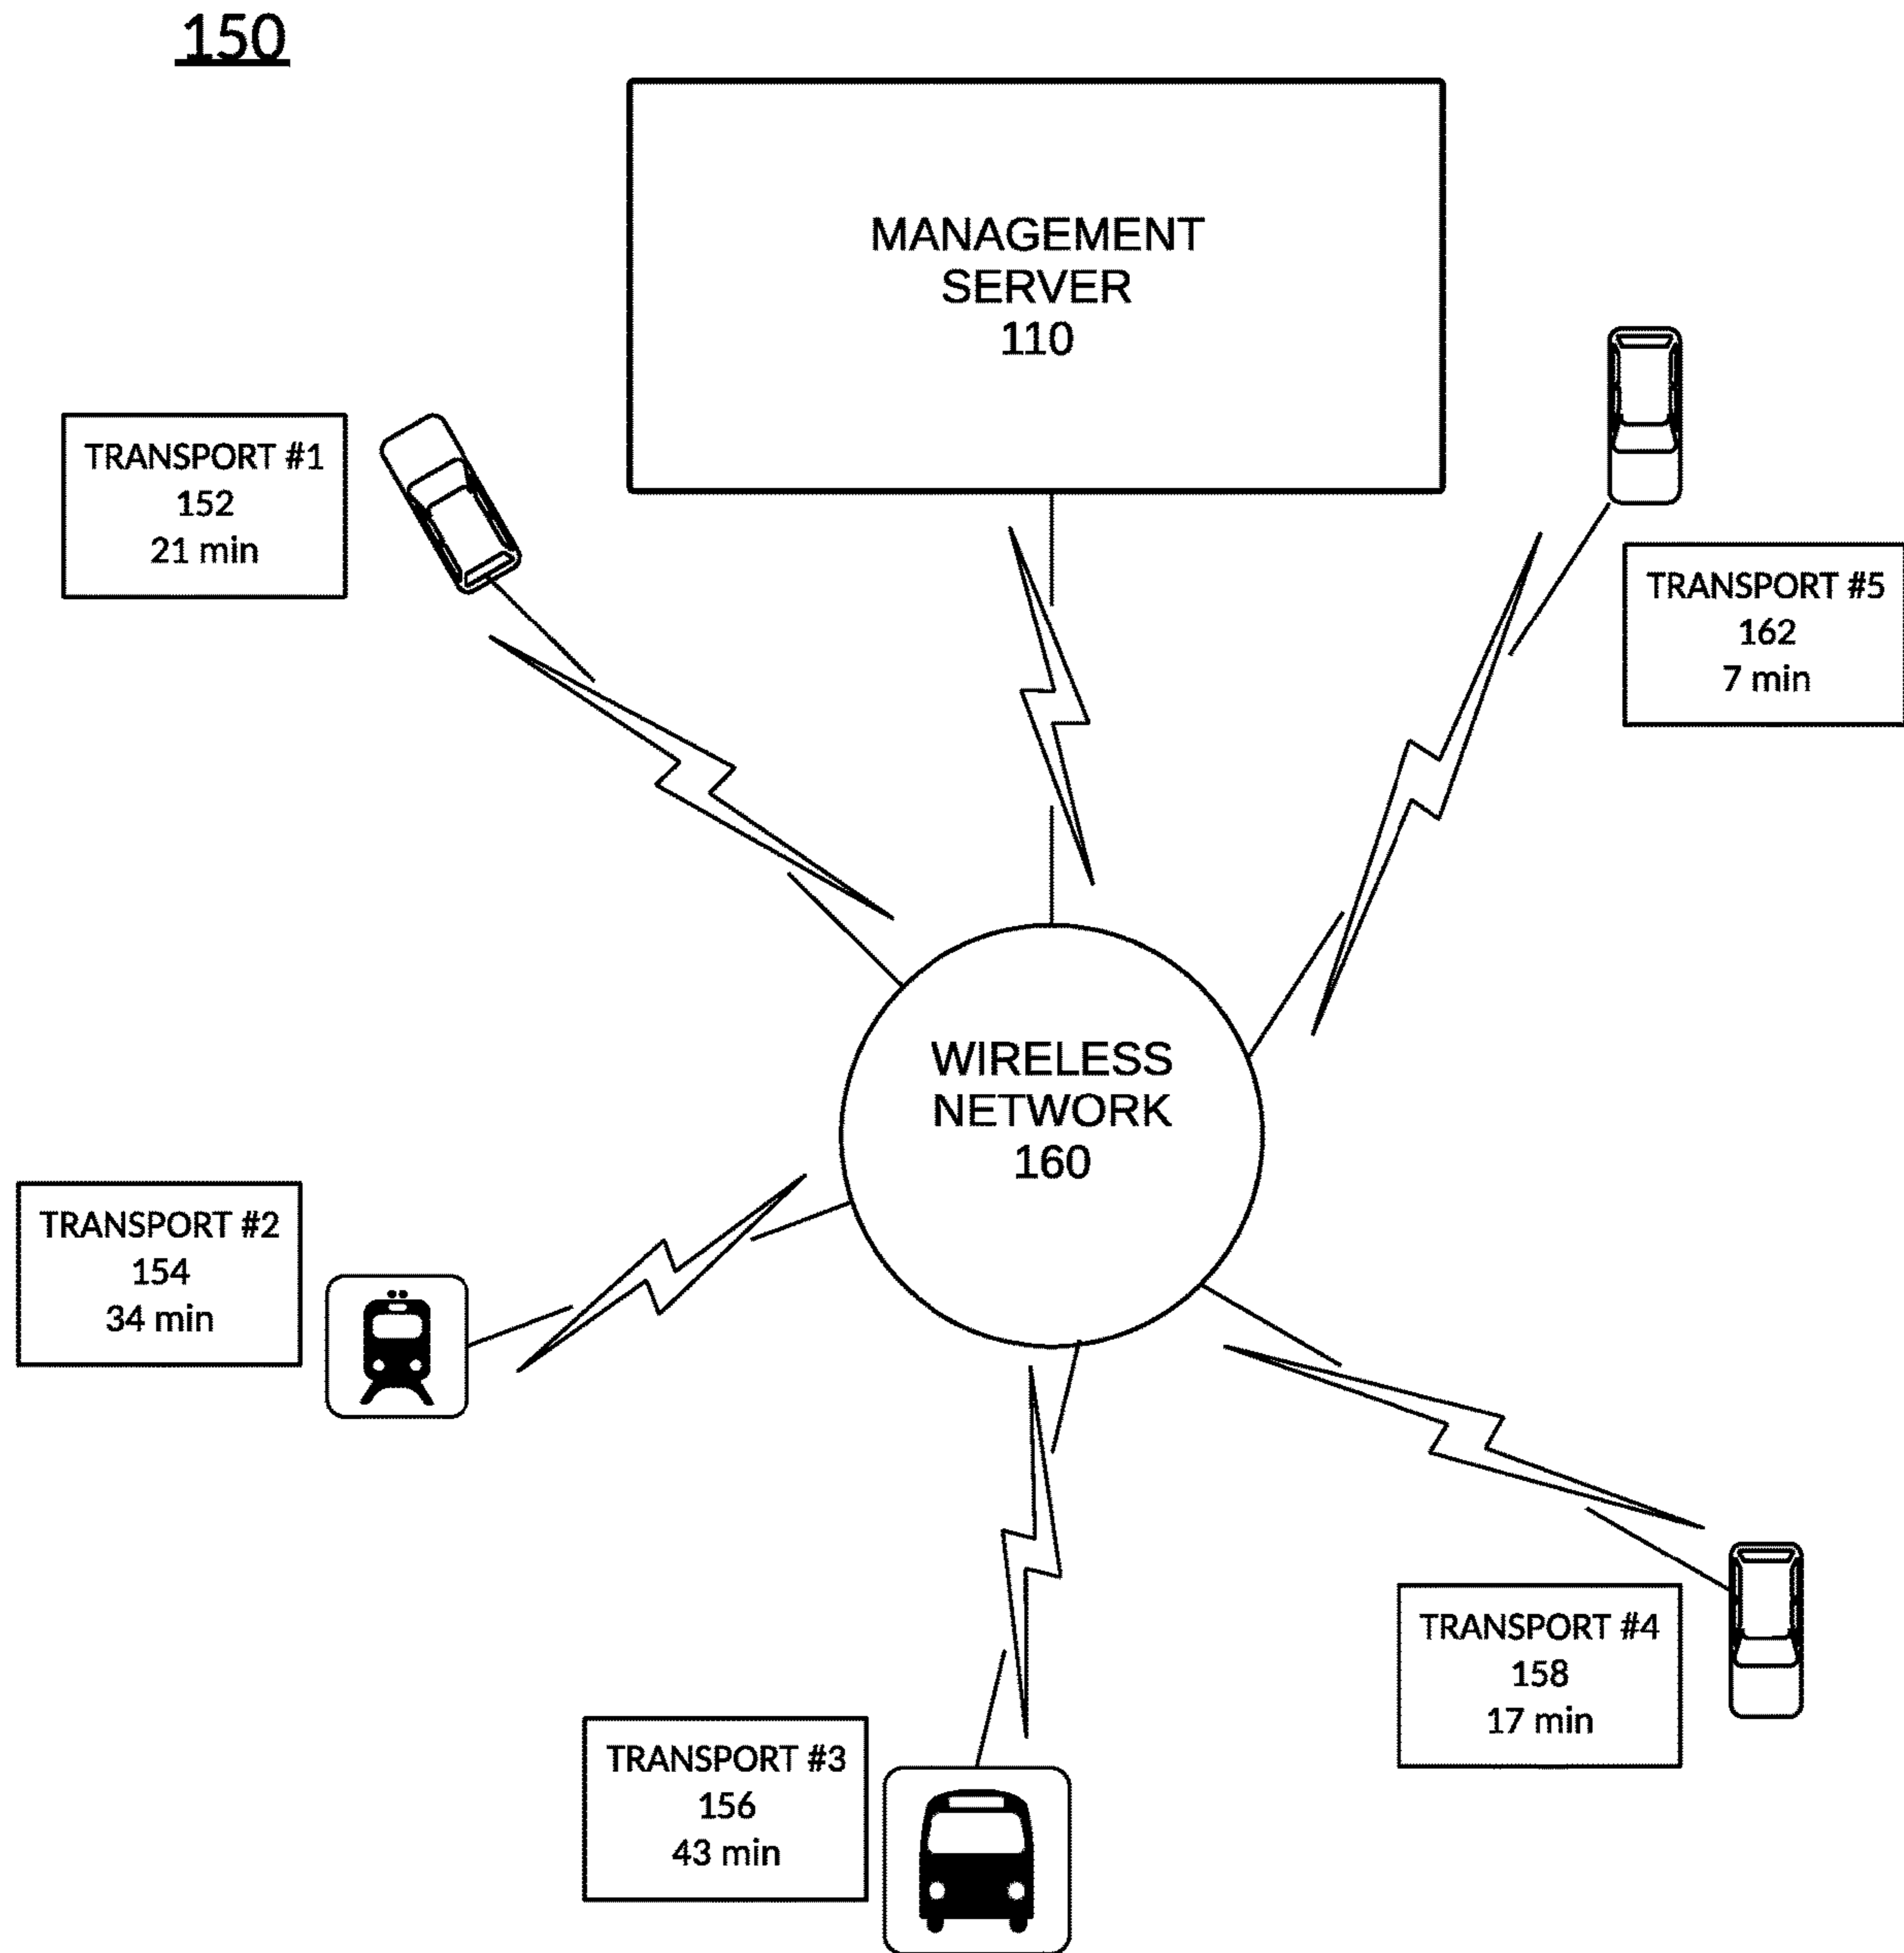 150
MANAGEMENT
SERVER
110
TRANSPORT #1
152
21 min
TRANSPORT #5
162
7 min
WIRELESS
NETWORK
160
TRANSPORT #2
154
34 min
TRANSPORT #4
158
17 min
TRANSPORT #3
156
43 min